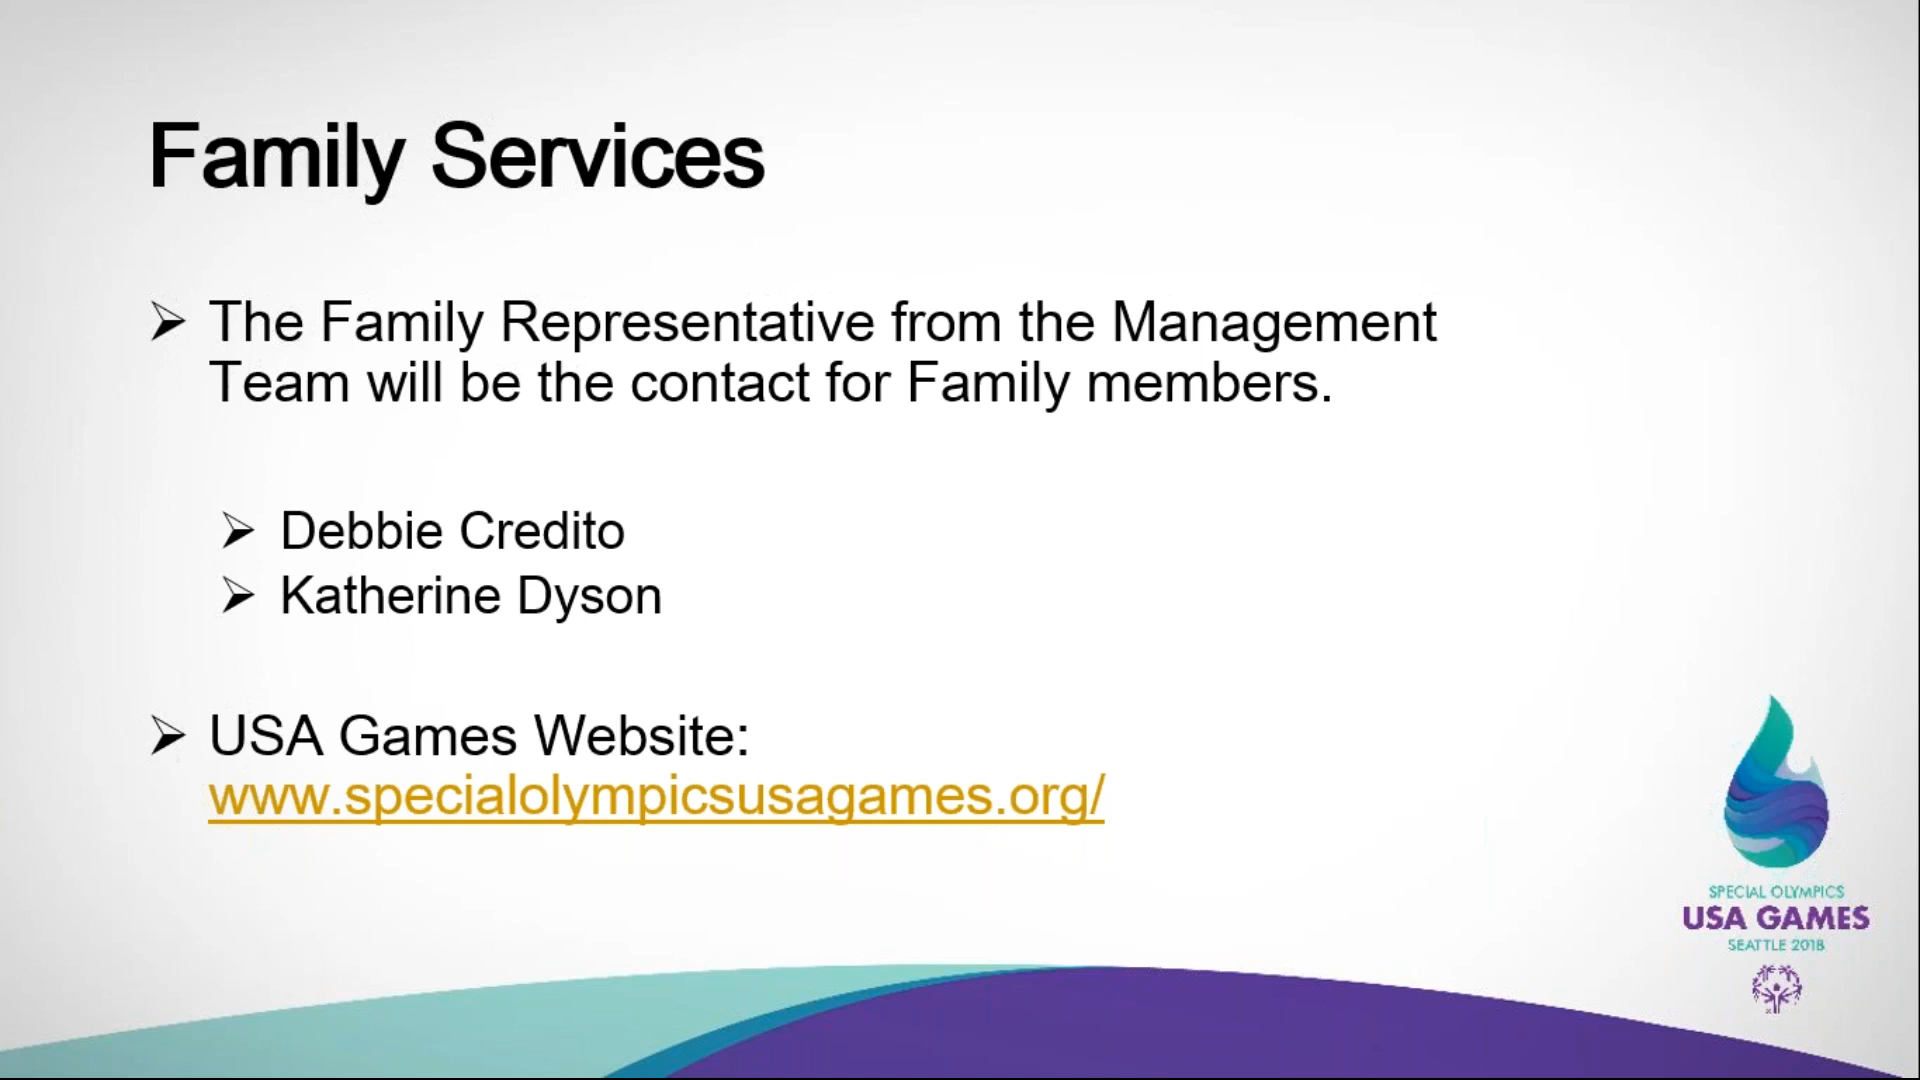 Family Services
➢ The Family Representative from the Management
Team will be the contact for Family members.
➢ Debbie Credito
➢ Katherine Dyson
➢ USA Games Website:
www.specialolympicsusagames.org/
SPECIAL OLYMPICS
USA GAMES
SEATTLE 2018